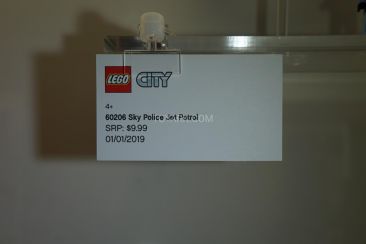 LEGO CITY
4+
60206 Sky Police Jet Patrol
SRP: $9.99
01/01/2019